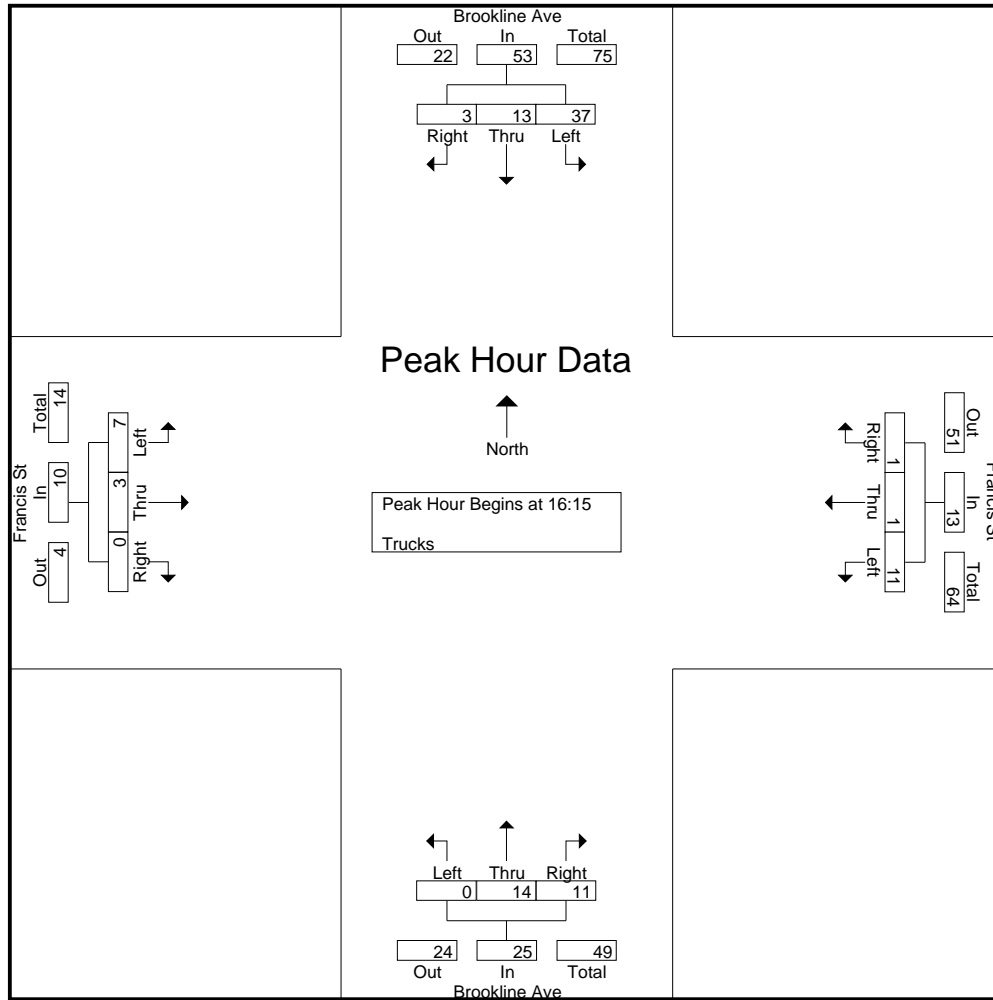 Brookline Ave
Out In Total
22 53 75
3 13 37
Right Thru Left
Peak Hour Data
North
Peak Hour Begins at 16:15
Trucks
Francis St
Total In Out
14 10 4
7 3 0
Left Thru Right
Right Thru Left
1 1 11
Out In Total
51 13 64
Francis St
Left Thru Right
0 14 11
24 25 49
Out In Total
Brookline Ave